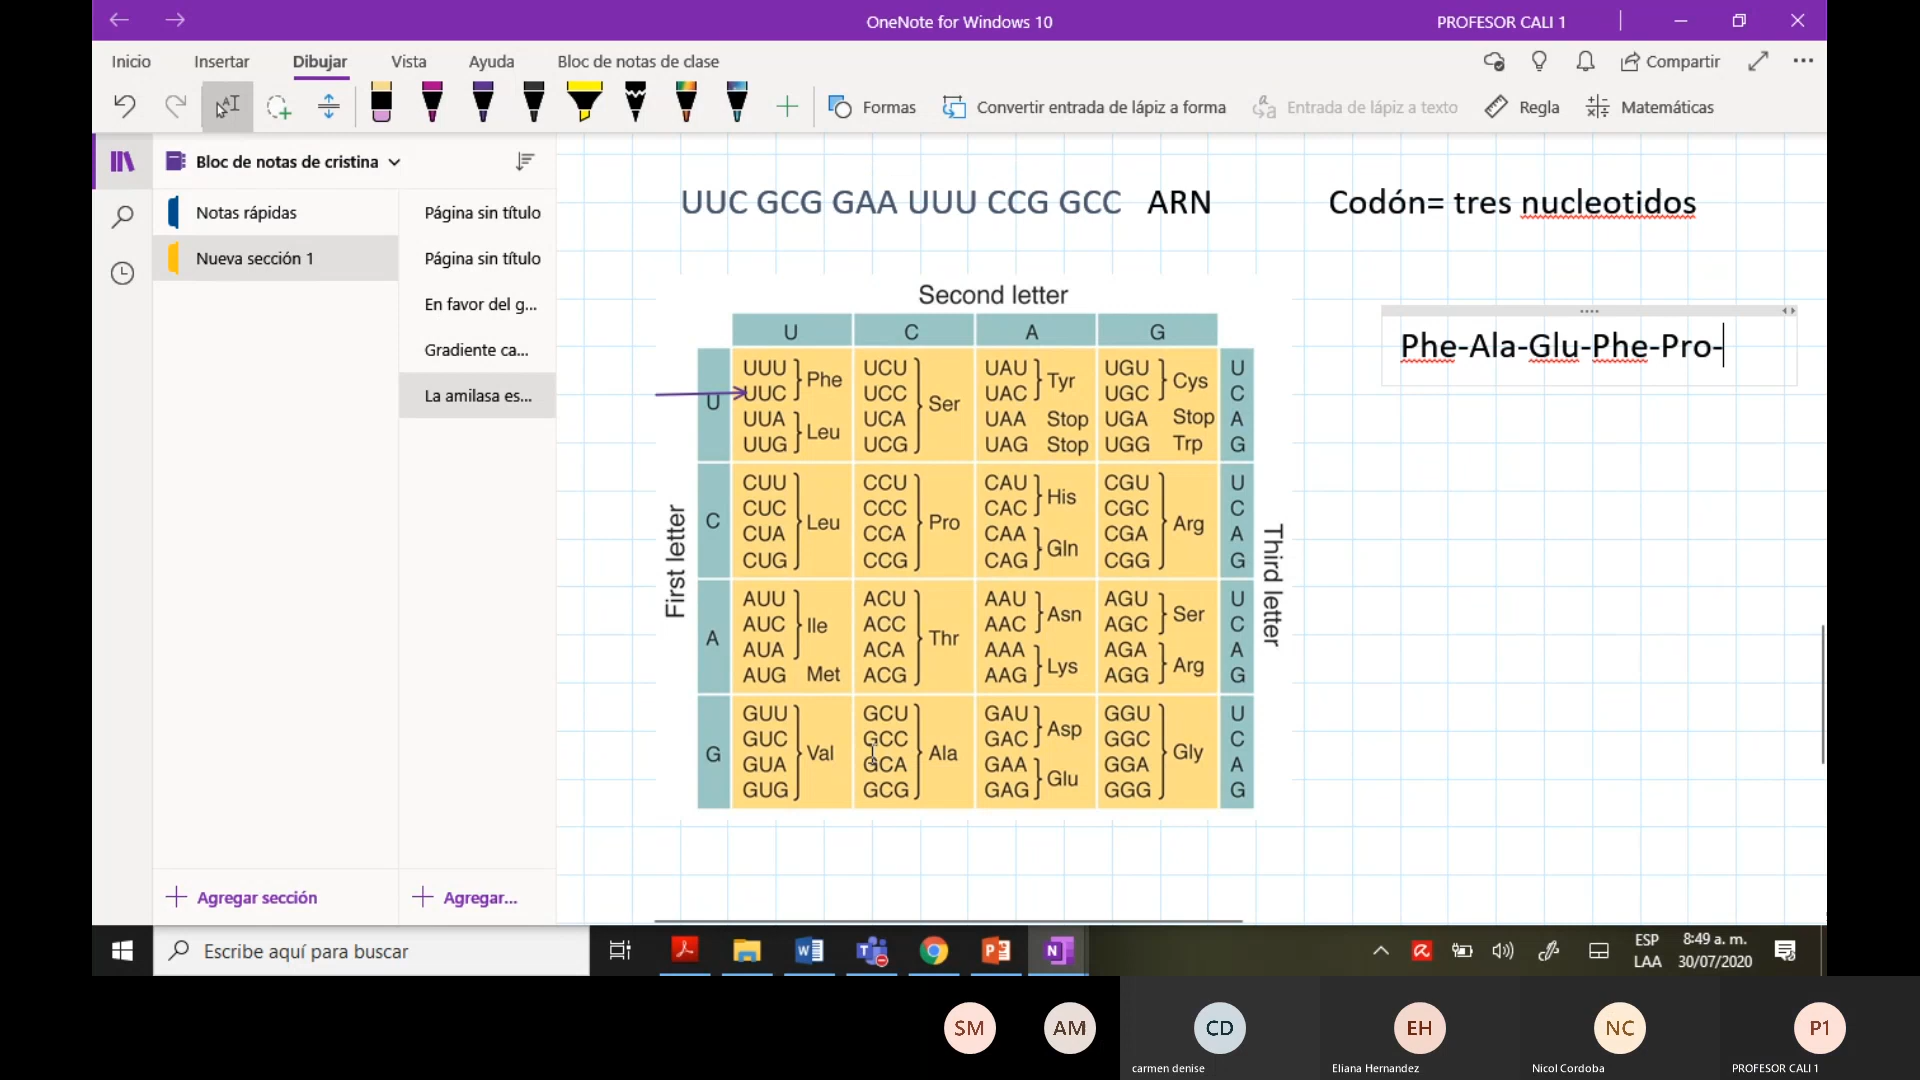 OneNote for Windows 10
PROFESOR CALI 1
Inicio Insertar Dibujar Vista Ayuda Bloc de notas de clase
Compartir
Formas Convertir entrada de lápiz a forma Entrada de lápiz a texto Regla Matemáticas
Bloc de notas de cristina
Notas rápidas
Nueva sección 1
Página sin título
Página sin título
En favor del g...
Gradiente ca...
La amilasa es...
Agregar sección
Agregar...
UUC GCG GAA UUU CCG GCC ARN
Codón= tres nucleotidos
Phe-Ala-Glu-Phe-Pro-
Second letter
U C A G
First letter
Third letter
U
UUU UCU UAU UGU U
Phe Tyr Cys
UUC UCC UAC UGC C
Ser
UUA UCA UAA Stop UGA Stop A
Leu
UUG UCG UAG Stop UGG Trp G
C
CUU CCU CAU CGU U
His
CUC CCC CAC CGC C
Leu Pro Arg
CUA CCA CAA CGA A
Gln
CUG CCG CAG CGG G
A
AUU ACU AAU AGU U
Asn Ser
AUC ACC AAC AGC C
Ile Thr
AUA ACA AAA AGA A
Lys Arg
AUG Met ACG AAG AGG G
G
GUU GCU GAU GGU U
Asp
GUC GCC GAC GGC C
Val Ala Gly
GUA GCA GAA GGA A
Glu
GUG GCG GAG GGG G
Escribe aquí para buscar
ESP
LAA
8:49 a. m.
30/07/2020
SM AM CD EH NC P1
carmen denise Eliana Hernandez Nicol Cordoba PROFESOR CALI 1